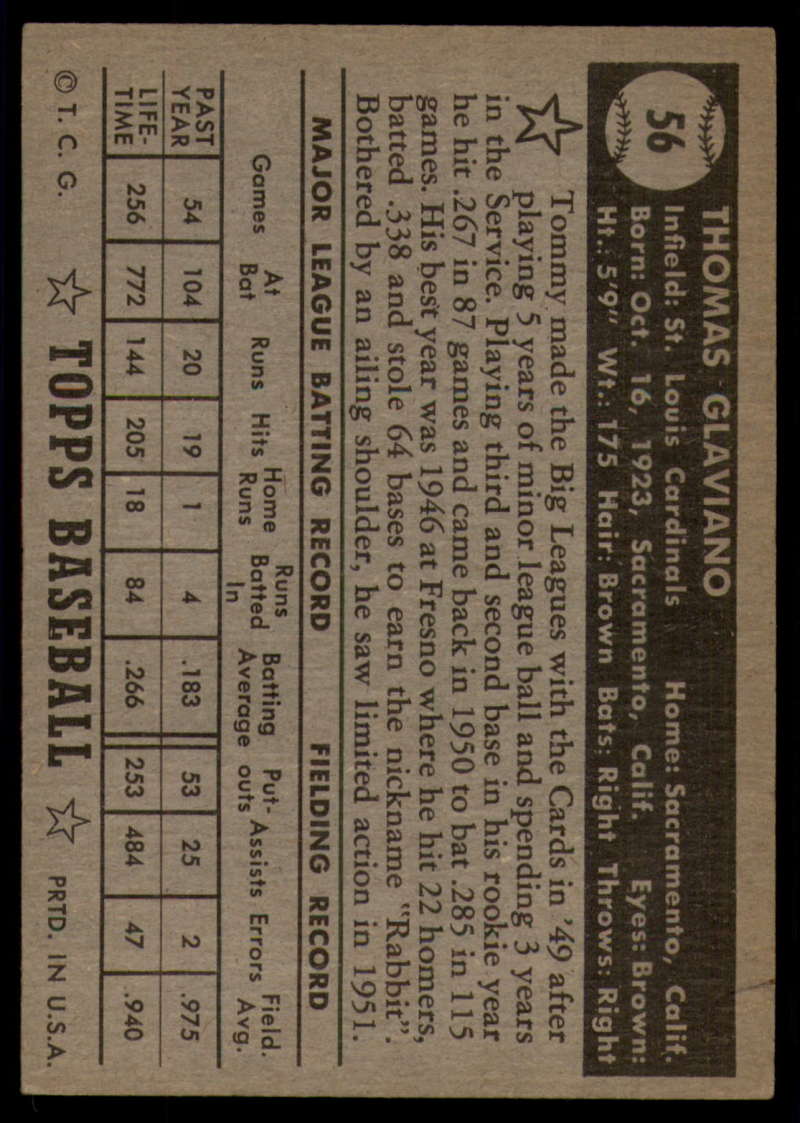 56
THOMAS GLAVIANO
Infield: St. Louis Cardinals Home: Sacramento, Calif.
Born: Oct. 16, 1923, Sacramento, Calif. Eyes: Brown:
Ht.: 5'9" Wt.: 175 Hair: Brown Bats: Right Throws: Right
Tommy made the Big Leagues with the Cards in '49 after
playing 5 years of minor league ball and spending 3 years
in the Service. Playing third and second base in his rookie year
he hit .267 in 87 games and came back in 1950 to bat .285 in 115
games. His best year was 1946 at Fresno where he hit 22 homers,
batted .338 and stole 64 bases to earn the nickname "Rabbit".
Bothered by an ailing shoulder, he saw limited action in 1951.
MAJOR LEAGUE BATTING RECORD FIELDING RECORD
Games At Bat Runs Hits Home Runs Runs Batted In Batting Average Put-outs Assists Errors Field. Avg.
PAST YEAR 54 104 20 19 1 4 .183 53 25 2 .975
LIFE-TIME 256 772 144 205 18 84 .266 253 484 47 .940
© T. C. G. TOPPS BASEBALL PRTD. IN U.S.A.